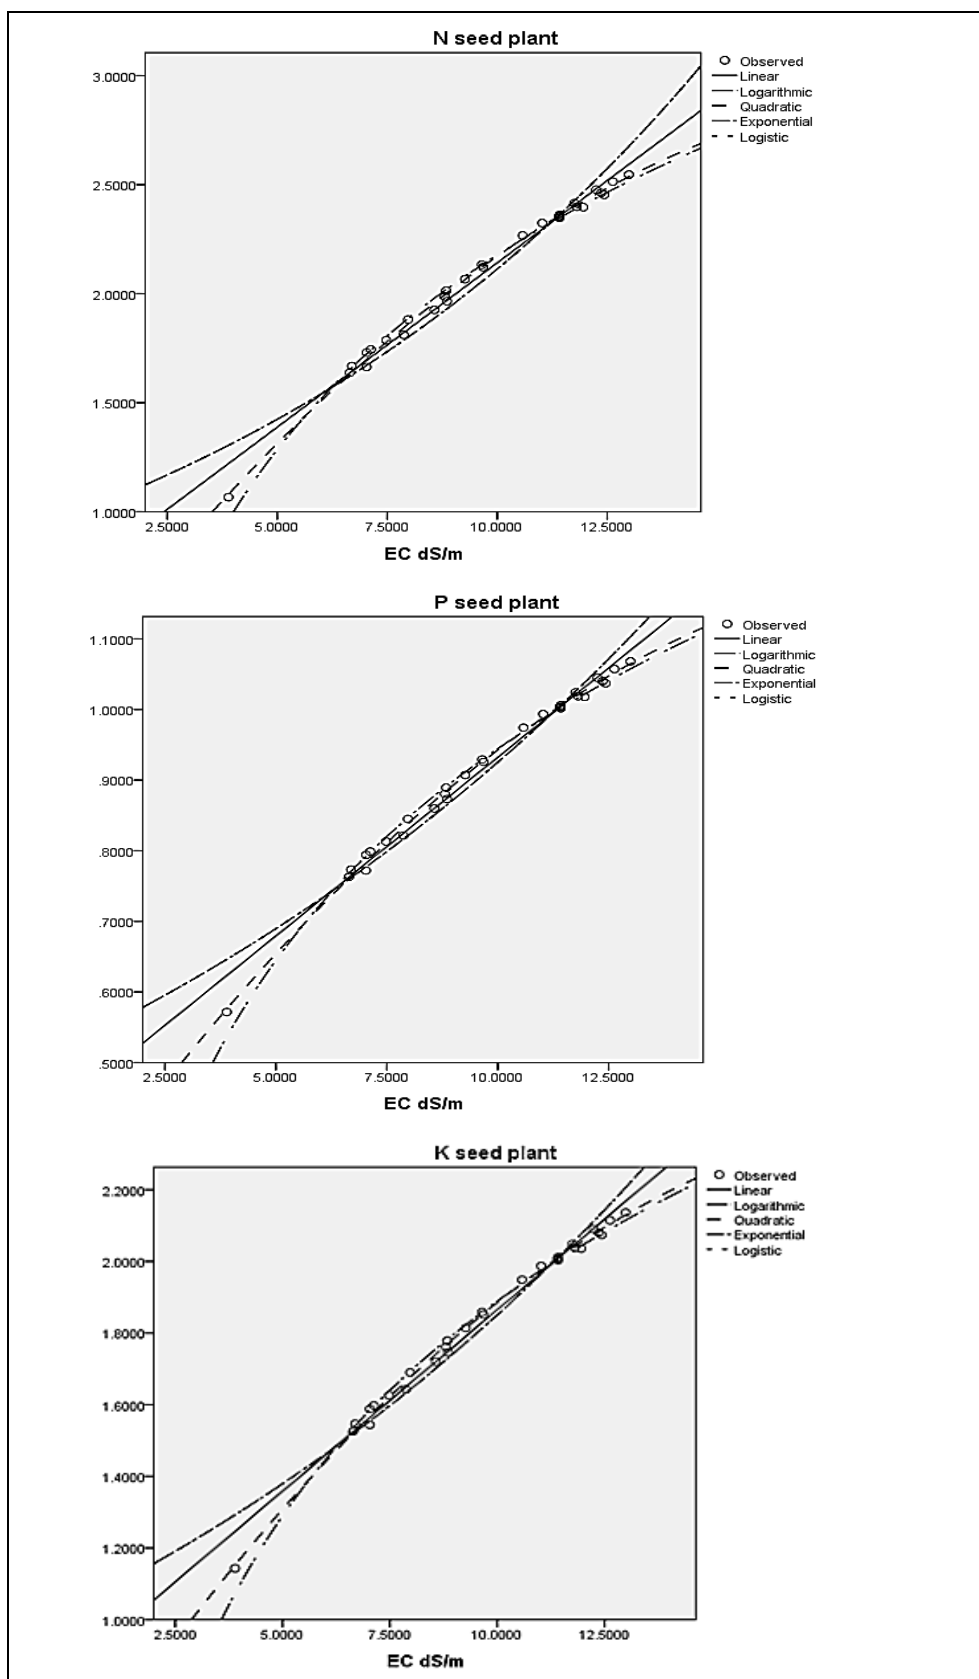 N seed plant
3.0000
2.5000
2.0000
1.5000
1.0000
2.5000 5.0000 7.5000 10.0000 12.5000
EC dS/m
Observed
Linear
Logarithmic
Quadratic
Exponential
Logistic
P seed plant
1.1000
1.0000
.9000
.8000
.7000
.6000
.5000
2.5000 5.0000 7.5000 10.0000 12.5000
EC dS/m
Observed
Linear
Logarithmic
Quadratic
Exponential
Logistic
K seed plant
2.2000
2.0000
1.8000
1.6000
1.4000
1.2000
1.0000
2.5000 5.0000 7.5000 10.0000 12.5000
EC dS/m
Observed
Linear
Logarithmic
Quadratic
Exponential
Logistic